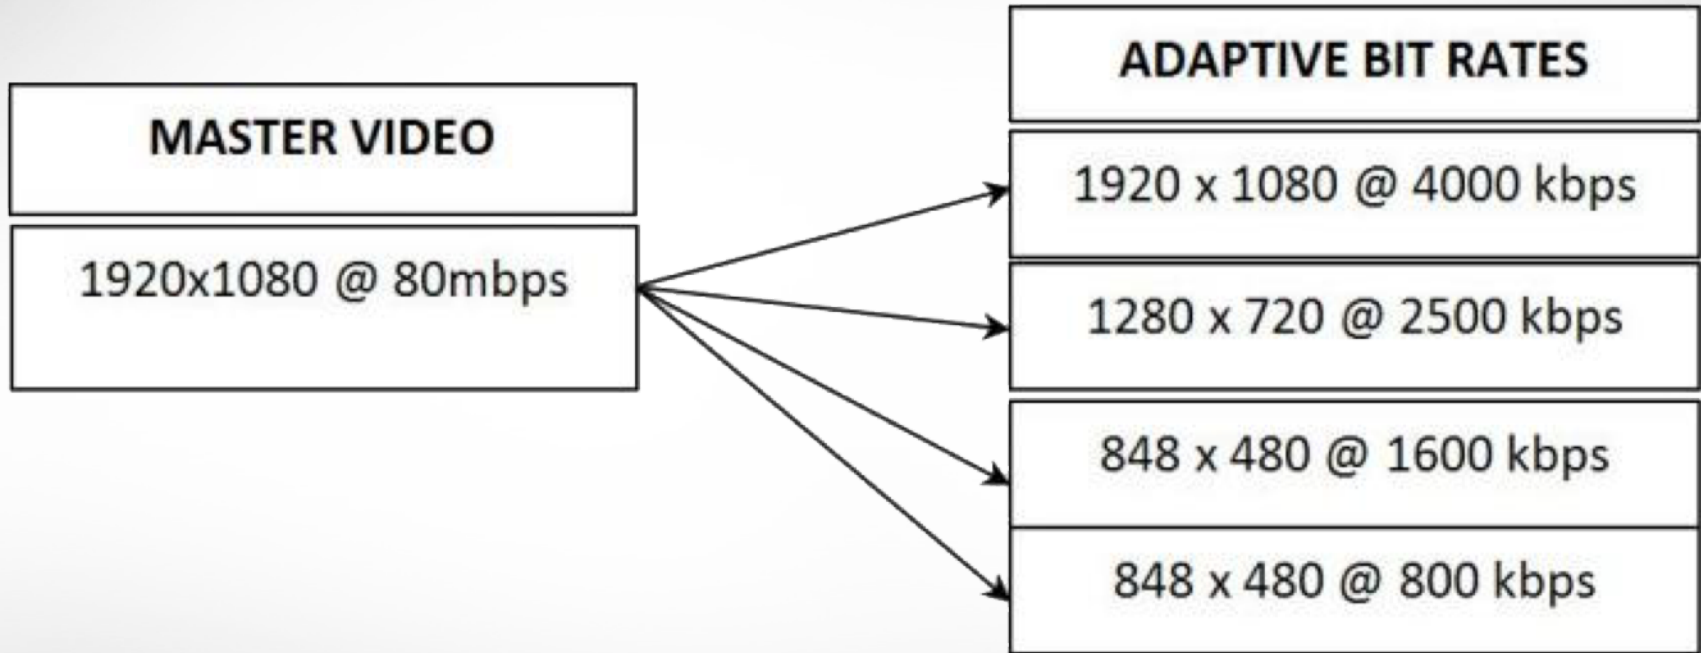 MASTER VIDEO
1920x1080 @ 80mbps
ADAPTIVE BIT RATES
1920 x 1080 @ 4000 kbps
1280 x 720 @ 2500 kbps
848 x 480 @ 1600 kbps
848 x 480 @ 800 kbps